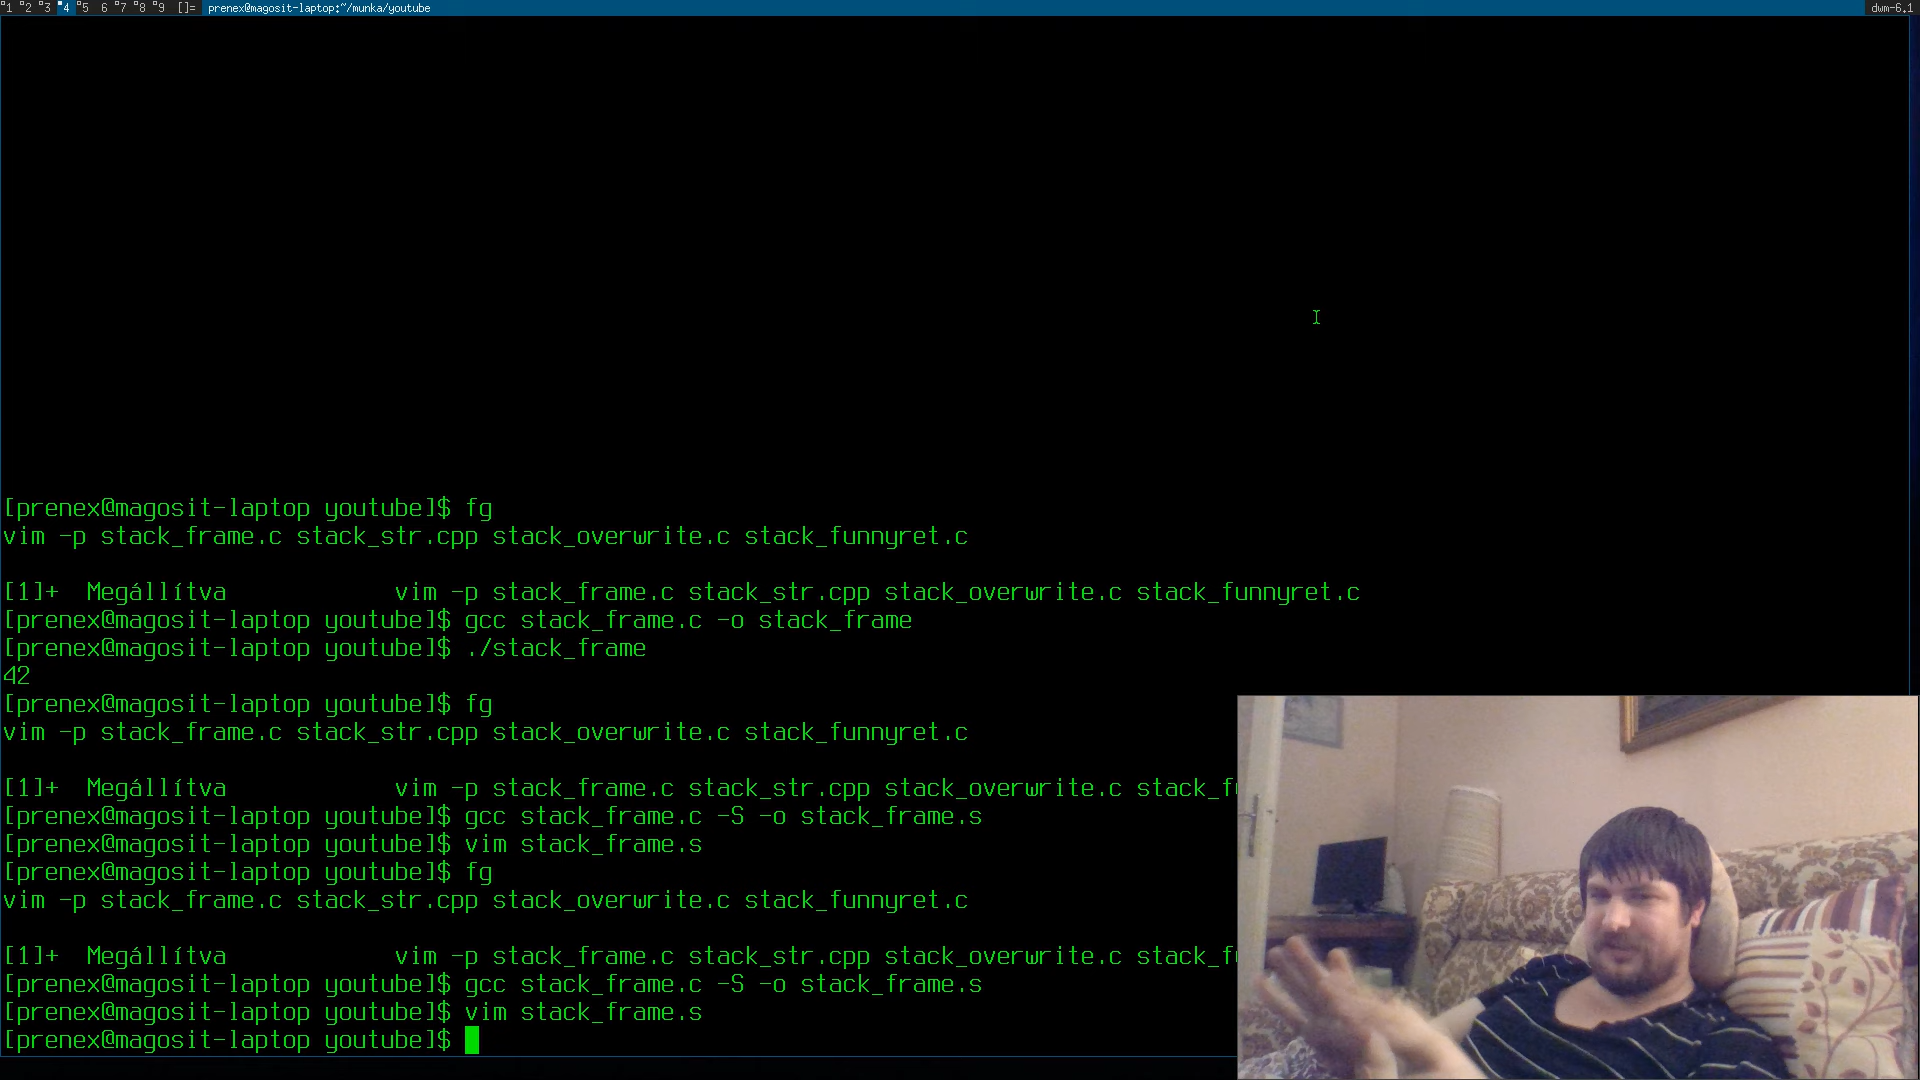 1 2 3 4 5 6 7 8 9 []= prenex@magosit-laptop:~/munka/youtube dwm-6.1
[prenex@magosit-laptop youtube]$ fg
vim -p stack_frame.c stack_str.cpp stack_overwrite.c stack_funnyret.c
[1]+  Megállítva            vim -p stack_frame.c stack_str.cpp stack_overwrite.c stack_funnyret.c
[prenex@magosit-laptop youtube]$ gcc stack_frame.c -o stack_frame
[prenex@magosit-laptop youtube]$ ./stack_frame
42
[prenex@magosit-laptop youtube]$ fg
vim -p stack_frame.c stack_str.cpp stack_overwrite.c stack_funnyret.c
[1]+  Megállítva            vim -p stack_frame.c stack_str.cpp stack_overwrite.c stack_fu
[prenex@magosit-laptop youtube]$ gcc stack_frame.c -S -o stack_frame.s
[prenex@magosit-laptop youtube]$ vim stack_frame.s
[prenex@magosit-laptop youtube]$ fg
vim -p stack_frame.c stack_str.cpp stack_overwrite.c stack_funnyret.c
[1]+  Megállítva            vim -p stack_frame.c stack_str.cpp stack_overwrite.c stack_fu
[prenex@magosit-laptop youtube]$ gcc stack_frame.c -S -o stack_frame.s
[prenex@magosit-laptop youtube]$ vim stack_frame.s
[prenex@magosit-laptop youtube]$